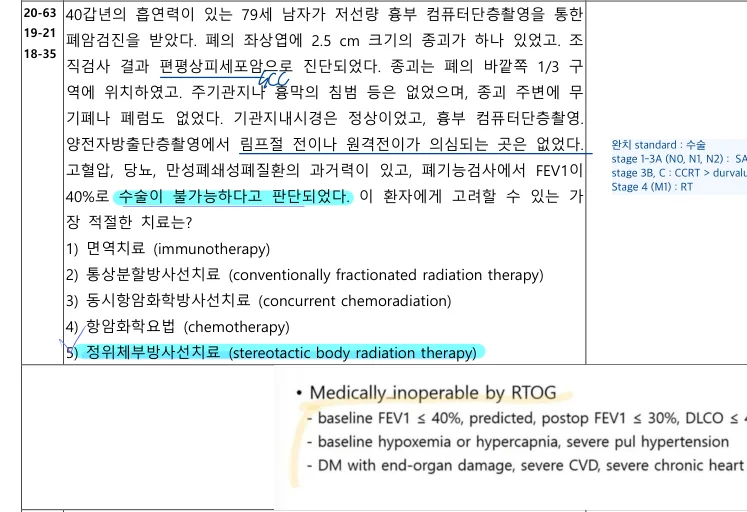 20-63
19-21
18-35
40갑년의 흡연력이 있는 79세 남자가 저선량 흉부 컴퓨터단층촬영을 통한
폐암검진을 받았다. 폐의 좌상엽에 2.5 cm 크기의 종괴가 하나 있었고. 조
직검사 결과 편평상피세포암으로 진단되었다. 종괴는 폐의 바깥쪽 1/3 구
역에 위치하였고. 주기관지나 흉막의 침범 등은 없었으며, 종괴 주변에 무
기폐나 폐렴도 없었다. 기관지내시경은 정상이었고, 흉부 컴퓨터단층촬영.
양전자방출단층촬영에서 림프절 전이나 원격전이가 의심되는 곳은 없었다.
고혈압, 당뇨, 만성폐쇄성폐질환의 과거력이 있고, 폐기능검사에서 FEV1이
40%로 수술이 불가능하다고 판단되었다. 이 환자에게 고려할 수 있는 가
장 적절한 치료는?
1) 면역치료 (immunotherapy)
2) 통상분할방사선치료 (conventionally fractionated radiation therapy)
3) 동시항암화학방사선치료 (concurrent chemoradiation)
4) 항암화학요법 (chemotherapy)
5) 정위체부방사선치료 (stereotactic body radiation therapy)
완치 standard : 수술
stage 1-3A (N0, N1, N2) : SA
stage 3B, C : CCRT > durvalu
Stage 4 (M1) : RT
• Medically inoperable by RTOG
- baseline FEV1 ≤ 40%, predicted, postop FEV1 ≤ 30%, DLCO ≤ 4
- baseline hypoxemia or hypercapnia, severe pul hypertension
- DM with end-organ damage, severe CVD, severe chronic heart